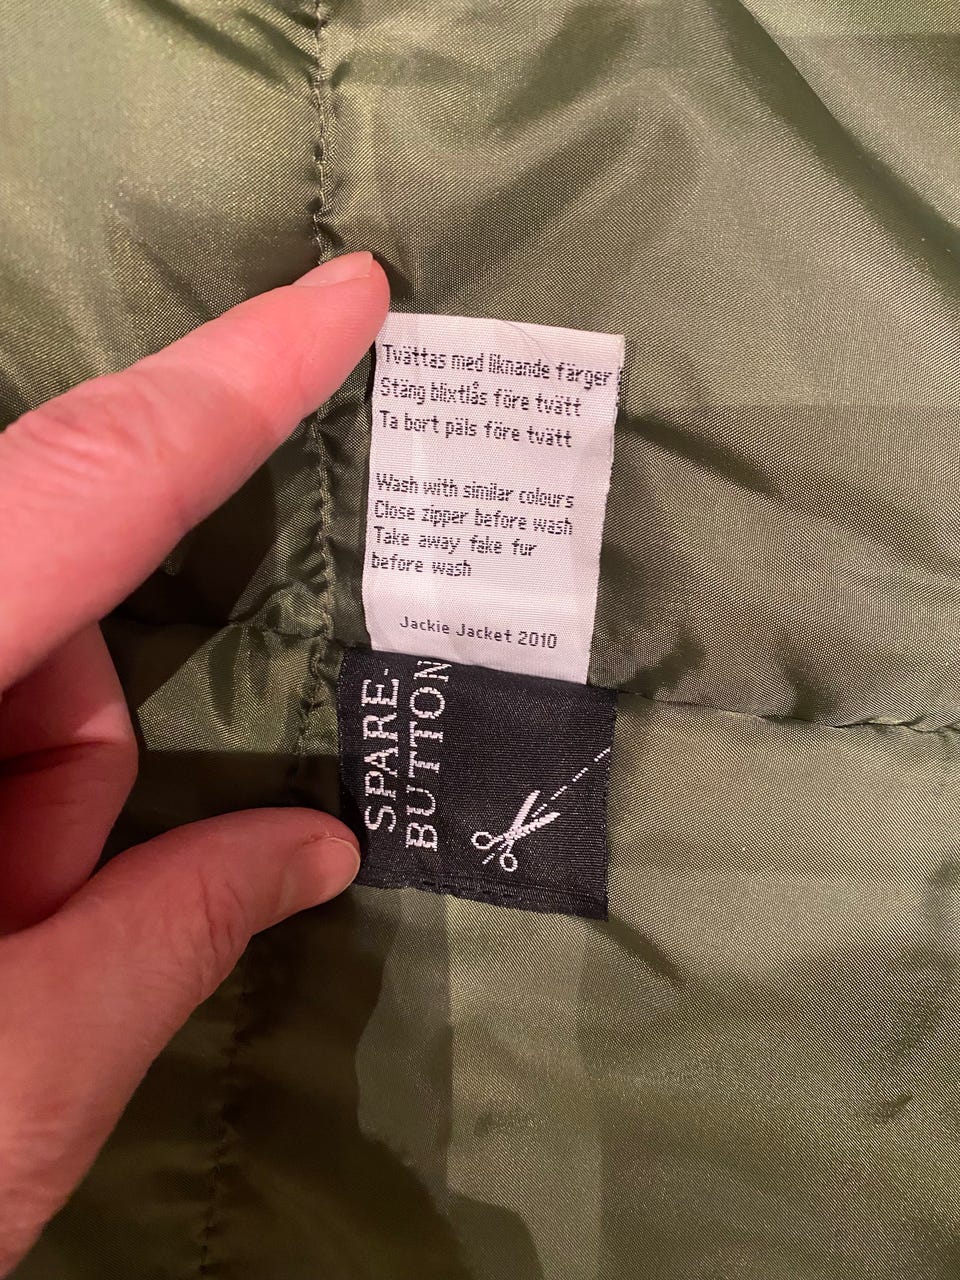 Tvättas med liknande färger
Stäng blixtlås före tvätt
Ta bort päls före tvätt
Wash with similar colours
Close zipper before wash
Take away fake fur
before wash
Jackie Jacket 2010
SPARE-
BUTTON